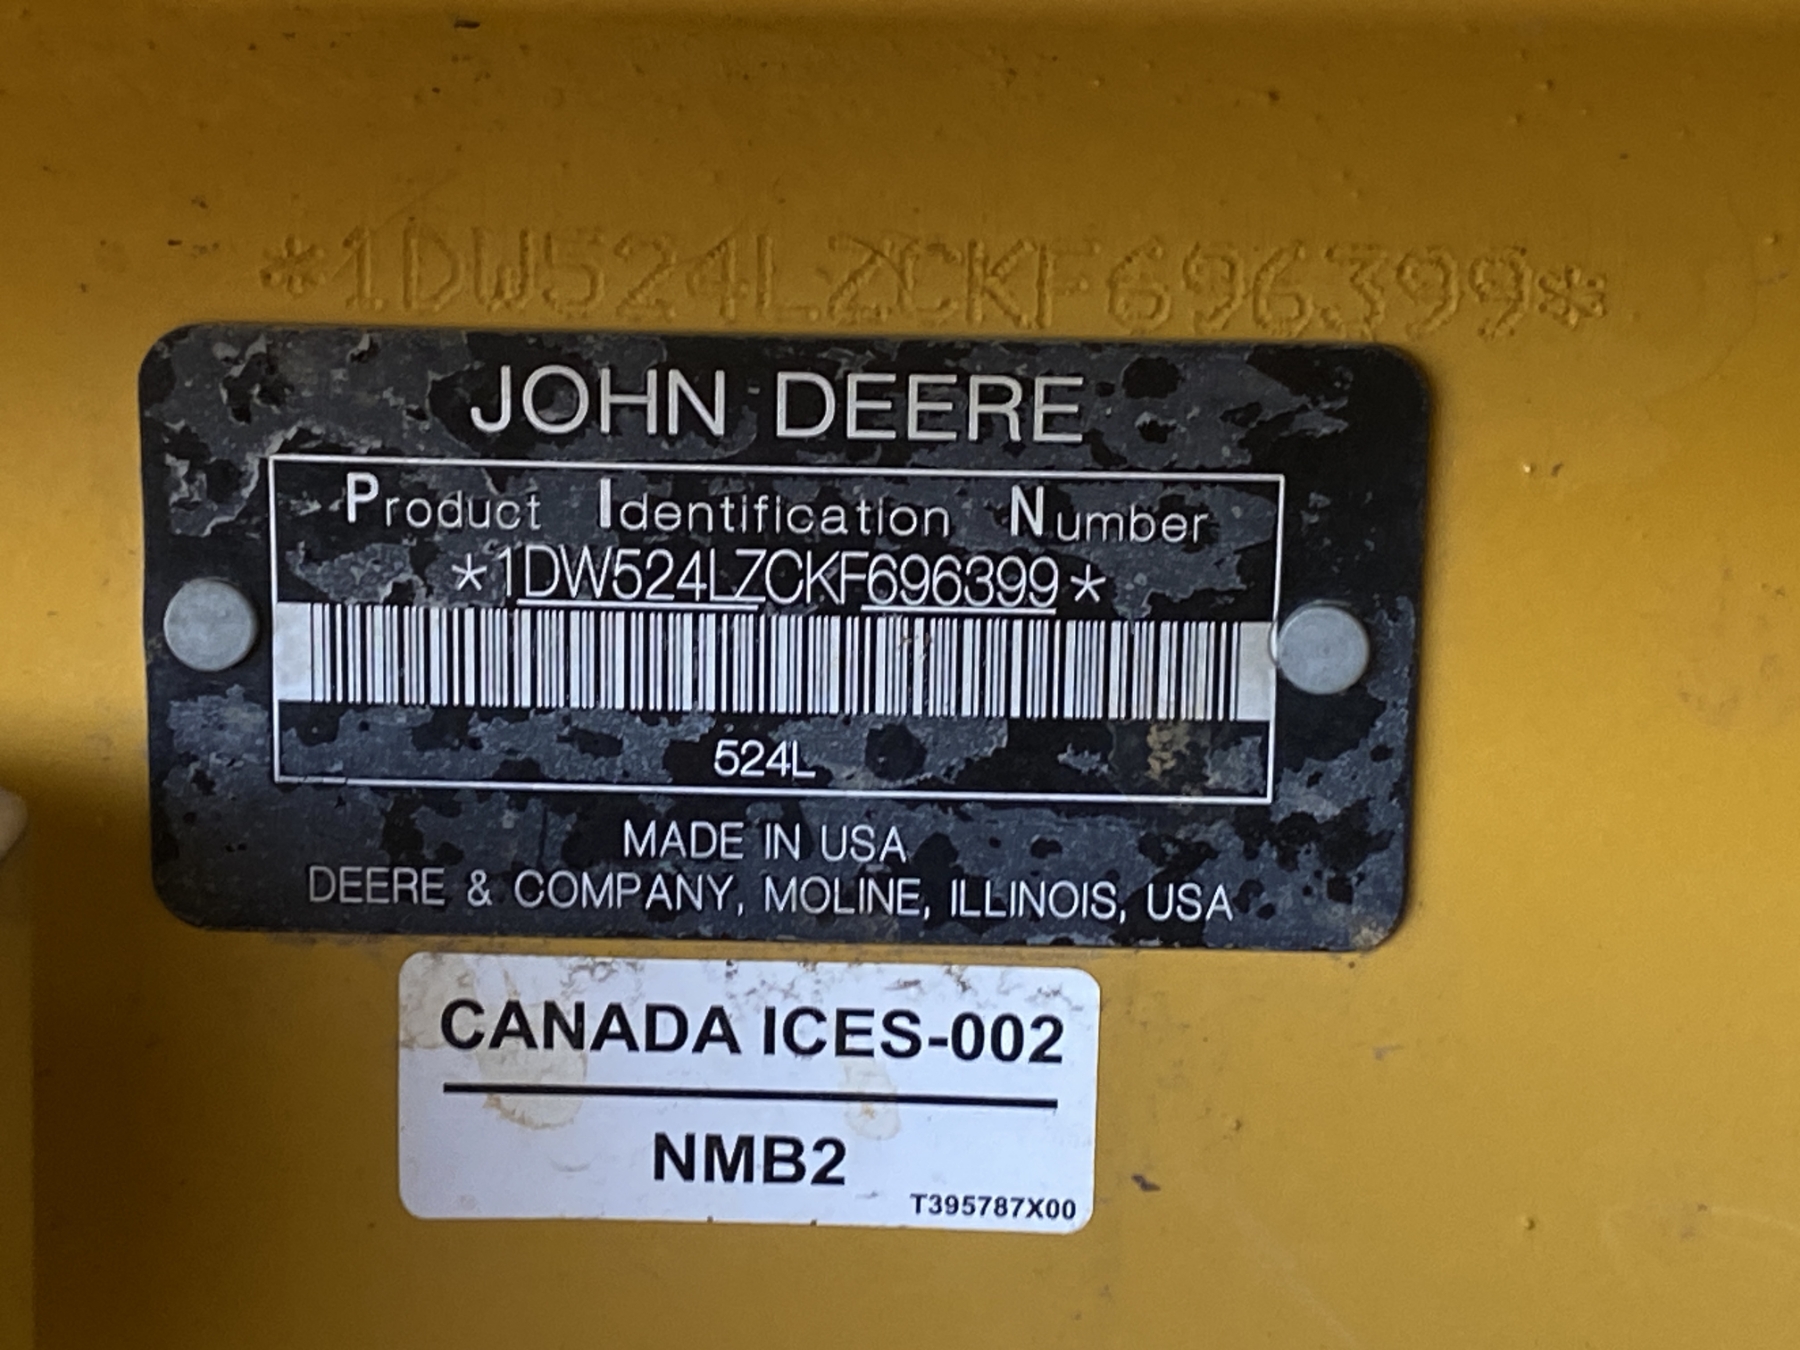 *1DW524LZCKF696399*
JOHN DEERE
Product Identification Number
*1DW524LZCKF696399*
524L
MADE IN USA
DEERE & COMPANY, MOLINE, ILLINOIS, USA
CANADA ICES-002
NMB2
T395787X00